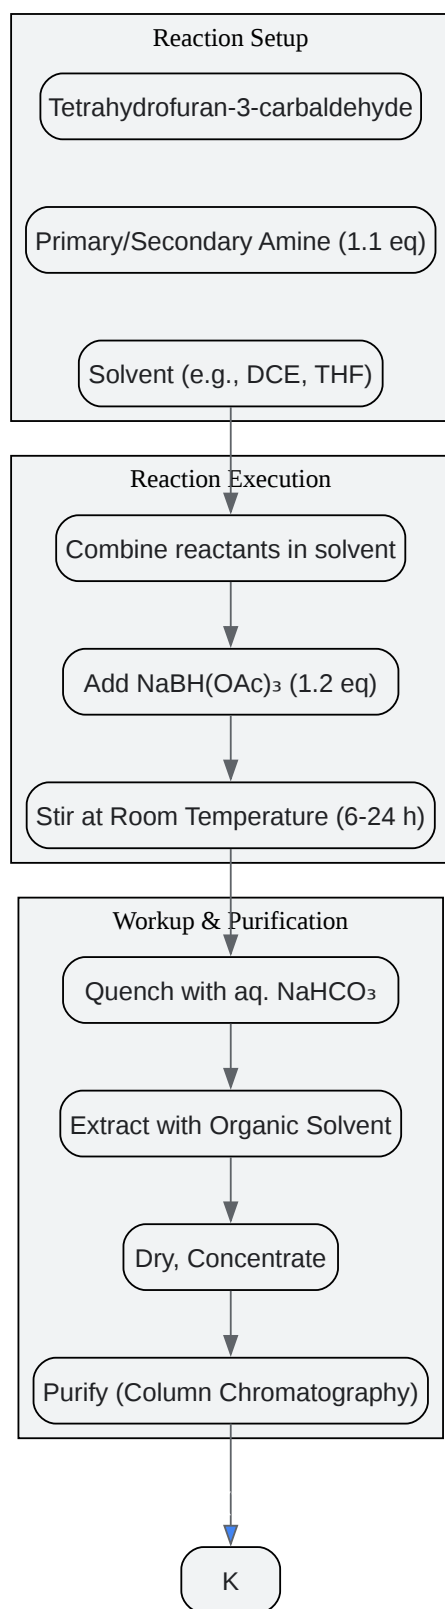 Reaction Setup
Tetrahydrofuran-3-carbaldehyde
Primary/Secondary Amine (1.1 eq)
Solvent (e.g., DCE, THF)
Reaction Execution
Combine reactants in solvent
Add NaBH(OAc)₃ (1.2 eq)
Stir at Room Temperature (6-24 h)
Workup & Purification
Quench with aq. NaHCO₃
Extract with Organic Solvent
Dry, Concentrate
Purify (Column Chromatography)
K